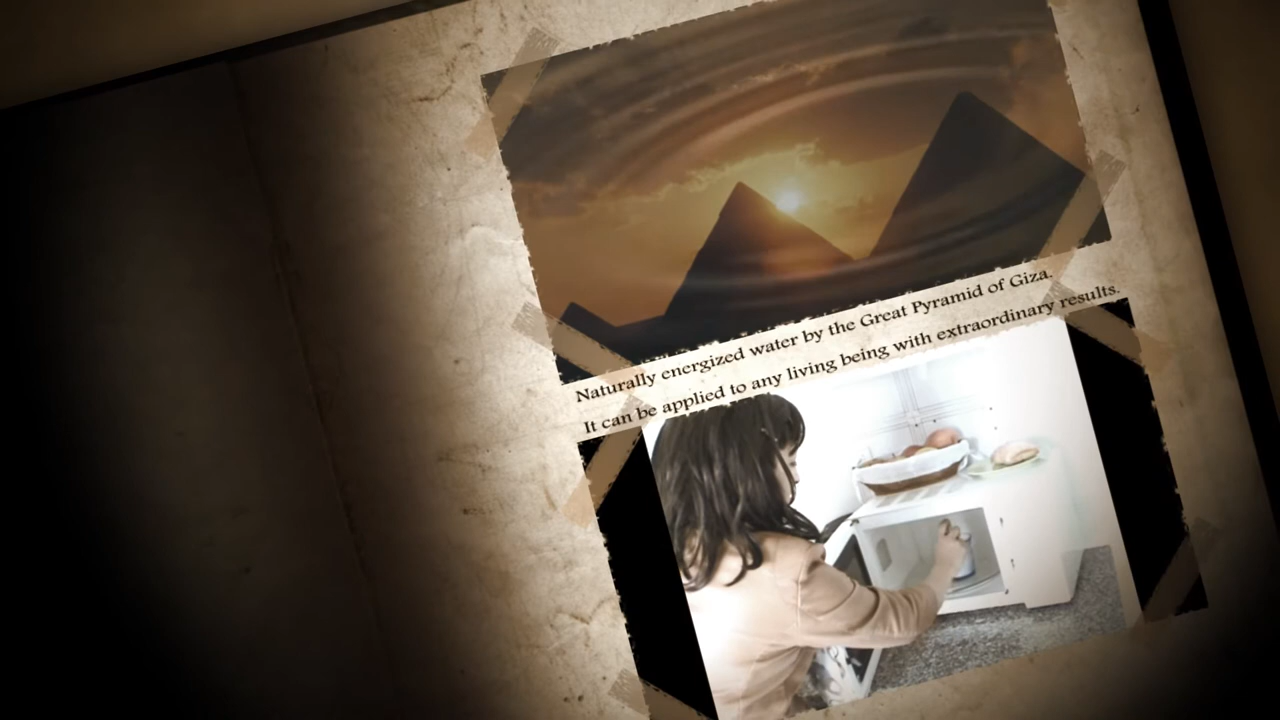 Naturally energized water by the Great Pyramid of Giza.
It can be applied to any living being with extraordinary results.